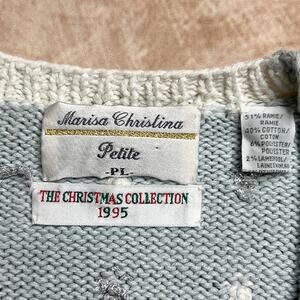 Marisa Christina
Petite
-PL-
THE CHRISTMAS COLLECTION
1995
51% RAMIE/
RAMIE
40% COTTON/
COTON
6% POLYESTER/
POLYESTER
2% LAMBSWOOL/